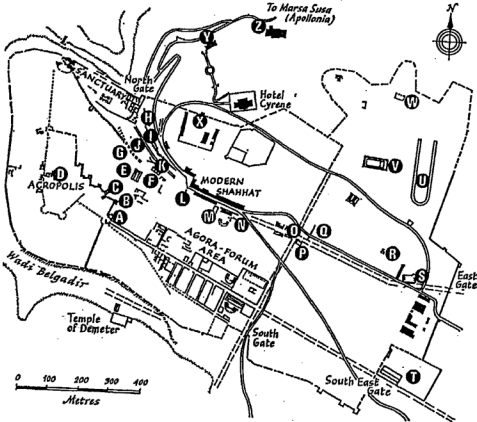 To Marsa Susa
(Apollonia)
N
Z
Y
North
Gate
SANCTUARY
Hotel
Cyrene
W
H
X
I
J
V
G
K
U
E
F
MODERN
SHAHHAT
D
ACROPOLIS
C
L
B
M
N
O
Q
A
P
R
AGORA-FORUM
AREA
S
East
Gate
Wadi Belgadir
Temple
of Demeter
South
Gate
T
South East
Gate
0 100 200 300 400
Metres